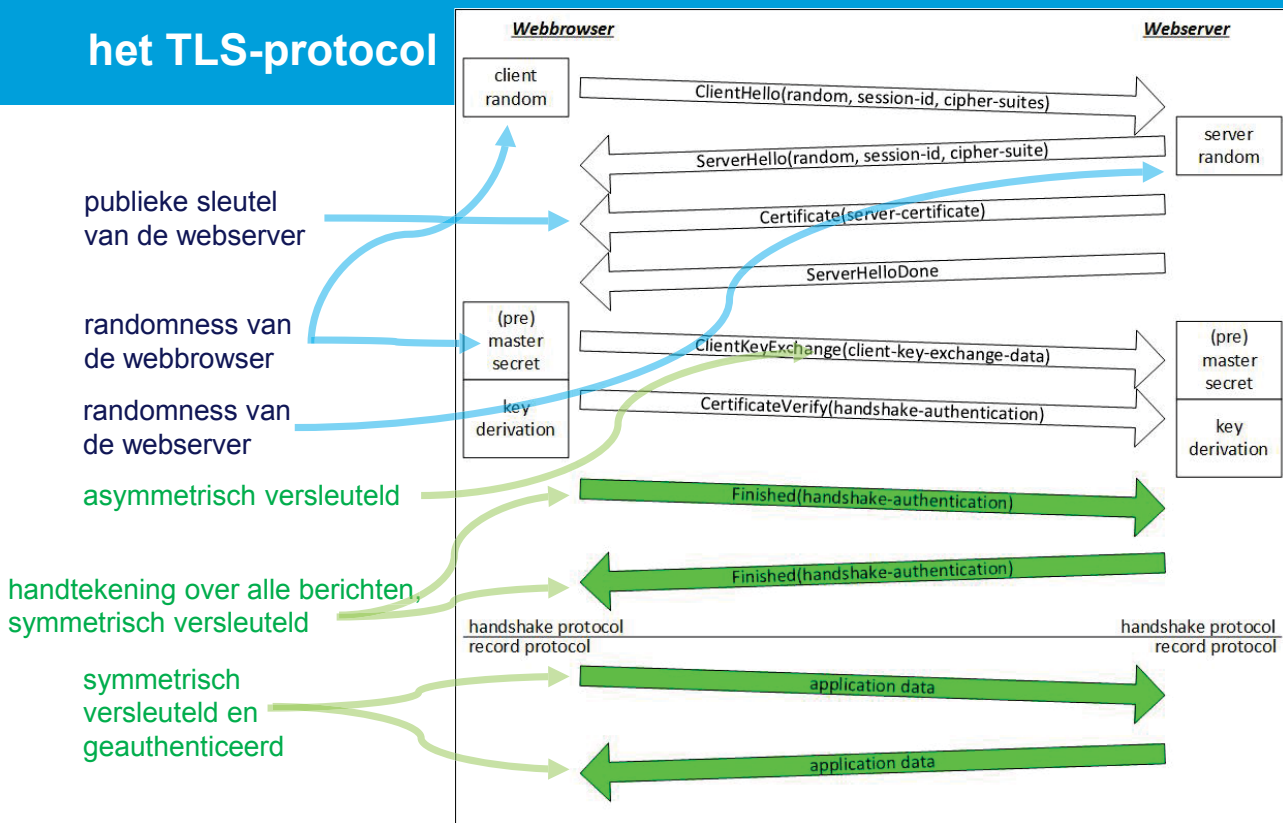 het TLS-protocol
Webbrowser
Webserver
client
random
ClientHello(random, session-id, cipher-suites)
server
random
ServerHello(random, session-id, cipher-suite)
publieke sleutel
van de webserver
Certificate(server-certificate)
ServerHelloDone
randomness van
de webbrowser
(pre)
master
secret
ClientKeyExchange(client-key-exchange-data)
(pre)
master
secret
randomness van
de webserver
key
derivation
CertificateVerify(handshake-authentication)
key
derivation
asymmetrisch versleuteld
Finished(handshake-authentication)
handtekening over alle berichten,
symmetrisch versleuteld
Finished(handshake-authentication)
handshake protocol
record protocol
handshake protocol
record protocol
symmetrisch
versleuteld en
geauthenticeerd
application data
application data